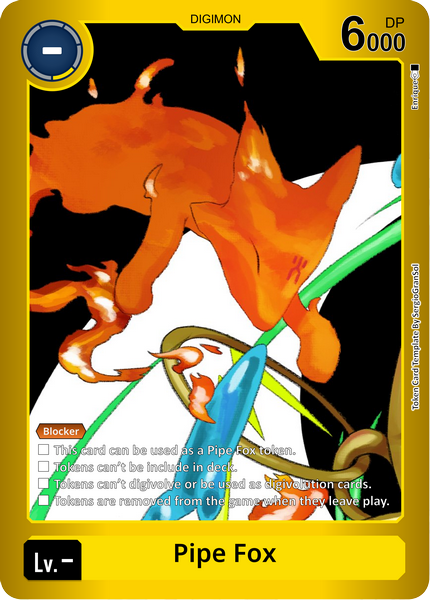 DIGIMON
-
DP
6000
Enrique
Token Card Template By SergioGranSol
Blocker
This card can be used as a Pipe Fox token.
Tokens can't be include in deck.
Tokens can't digivolve or be used as digivolution cards.
Tokens are removed from the game when they leave play.
Lv.-
Pipe Fox